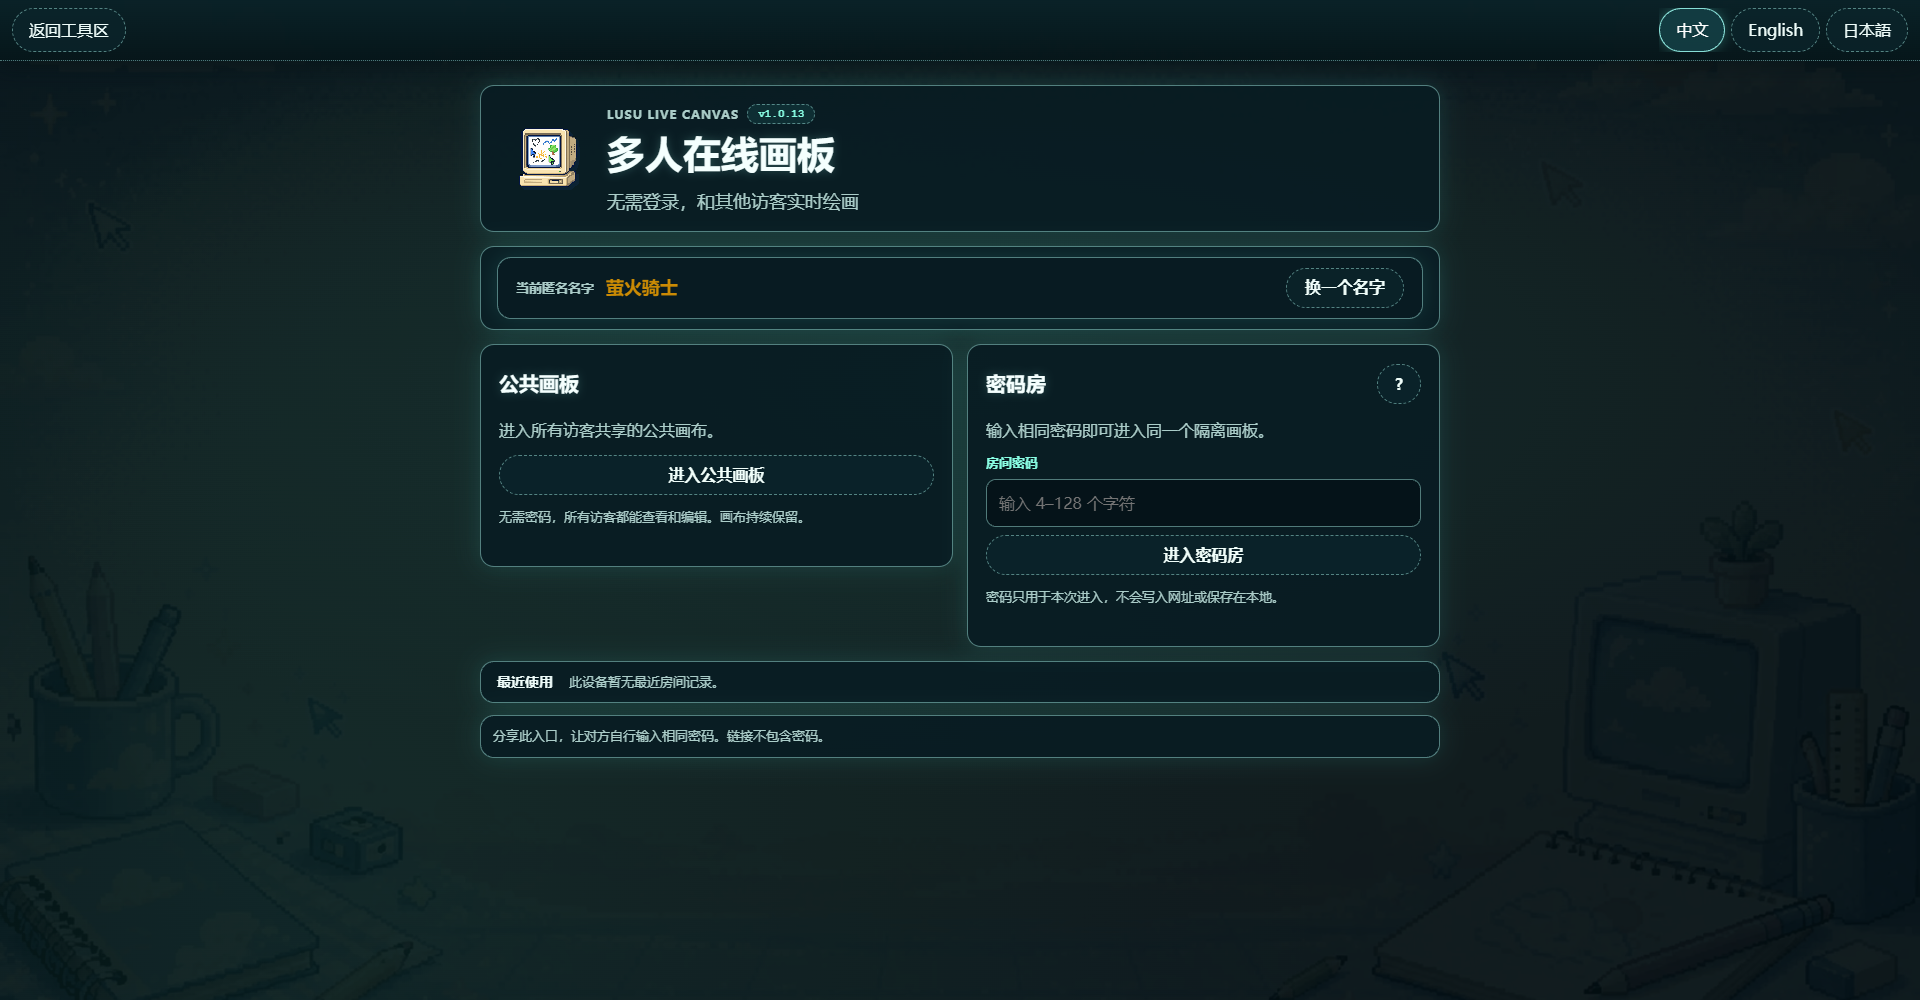 返回工具区
中文
English
日本語
LUSU LIVE CANVAS
v1.0.13
多人在线画板
无需登录，和其他访客实时绘画
当前匿名名字
萤火骑士
换一个名字
公共画板
进入所有访客共享的公共画布。
进入公共画板
无需密码，所有访客都能查看和编辑。画布持续保留。
密码房
?
输入相同密码即可进入同一个隔离画板。
房间密码
输入 4–128 个字符
进入密码房
密码只用于本次进入，不会写入网址或保存在本地。
最近使用
此设备暂无最近房间记录。
分享此入口，让对方自行输入相同密码。链接不包含密码。